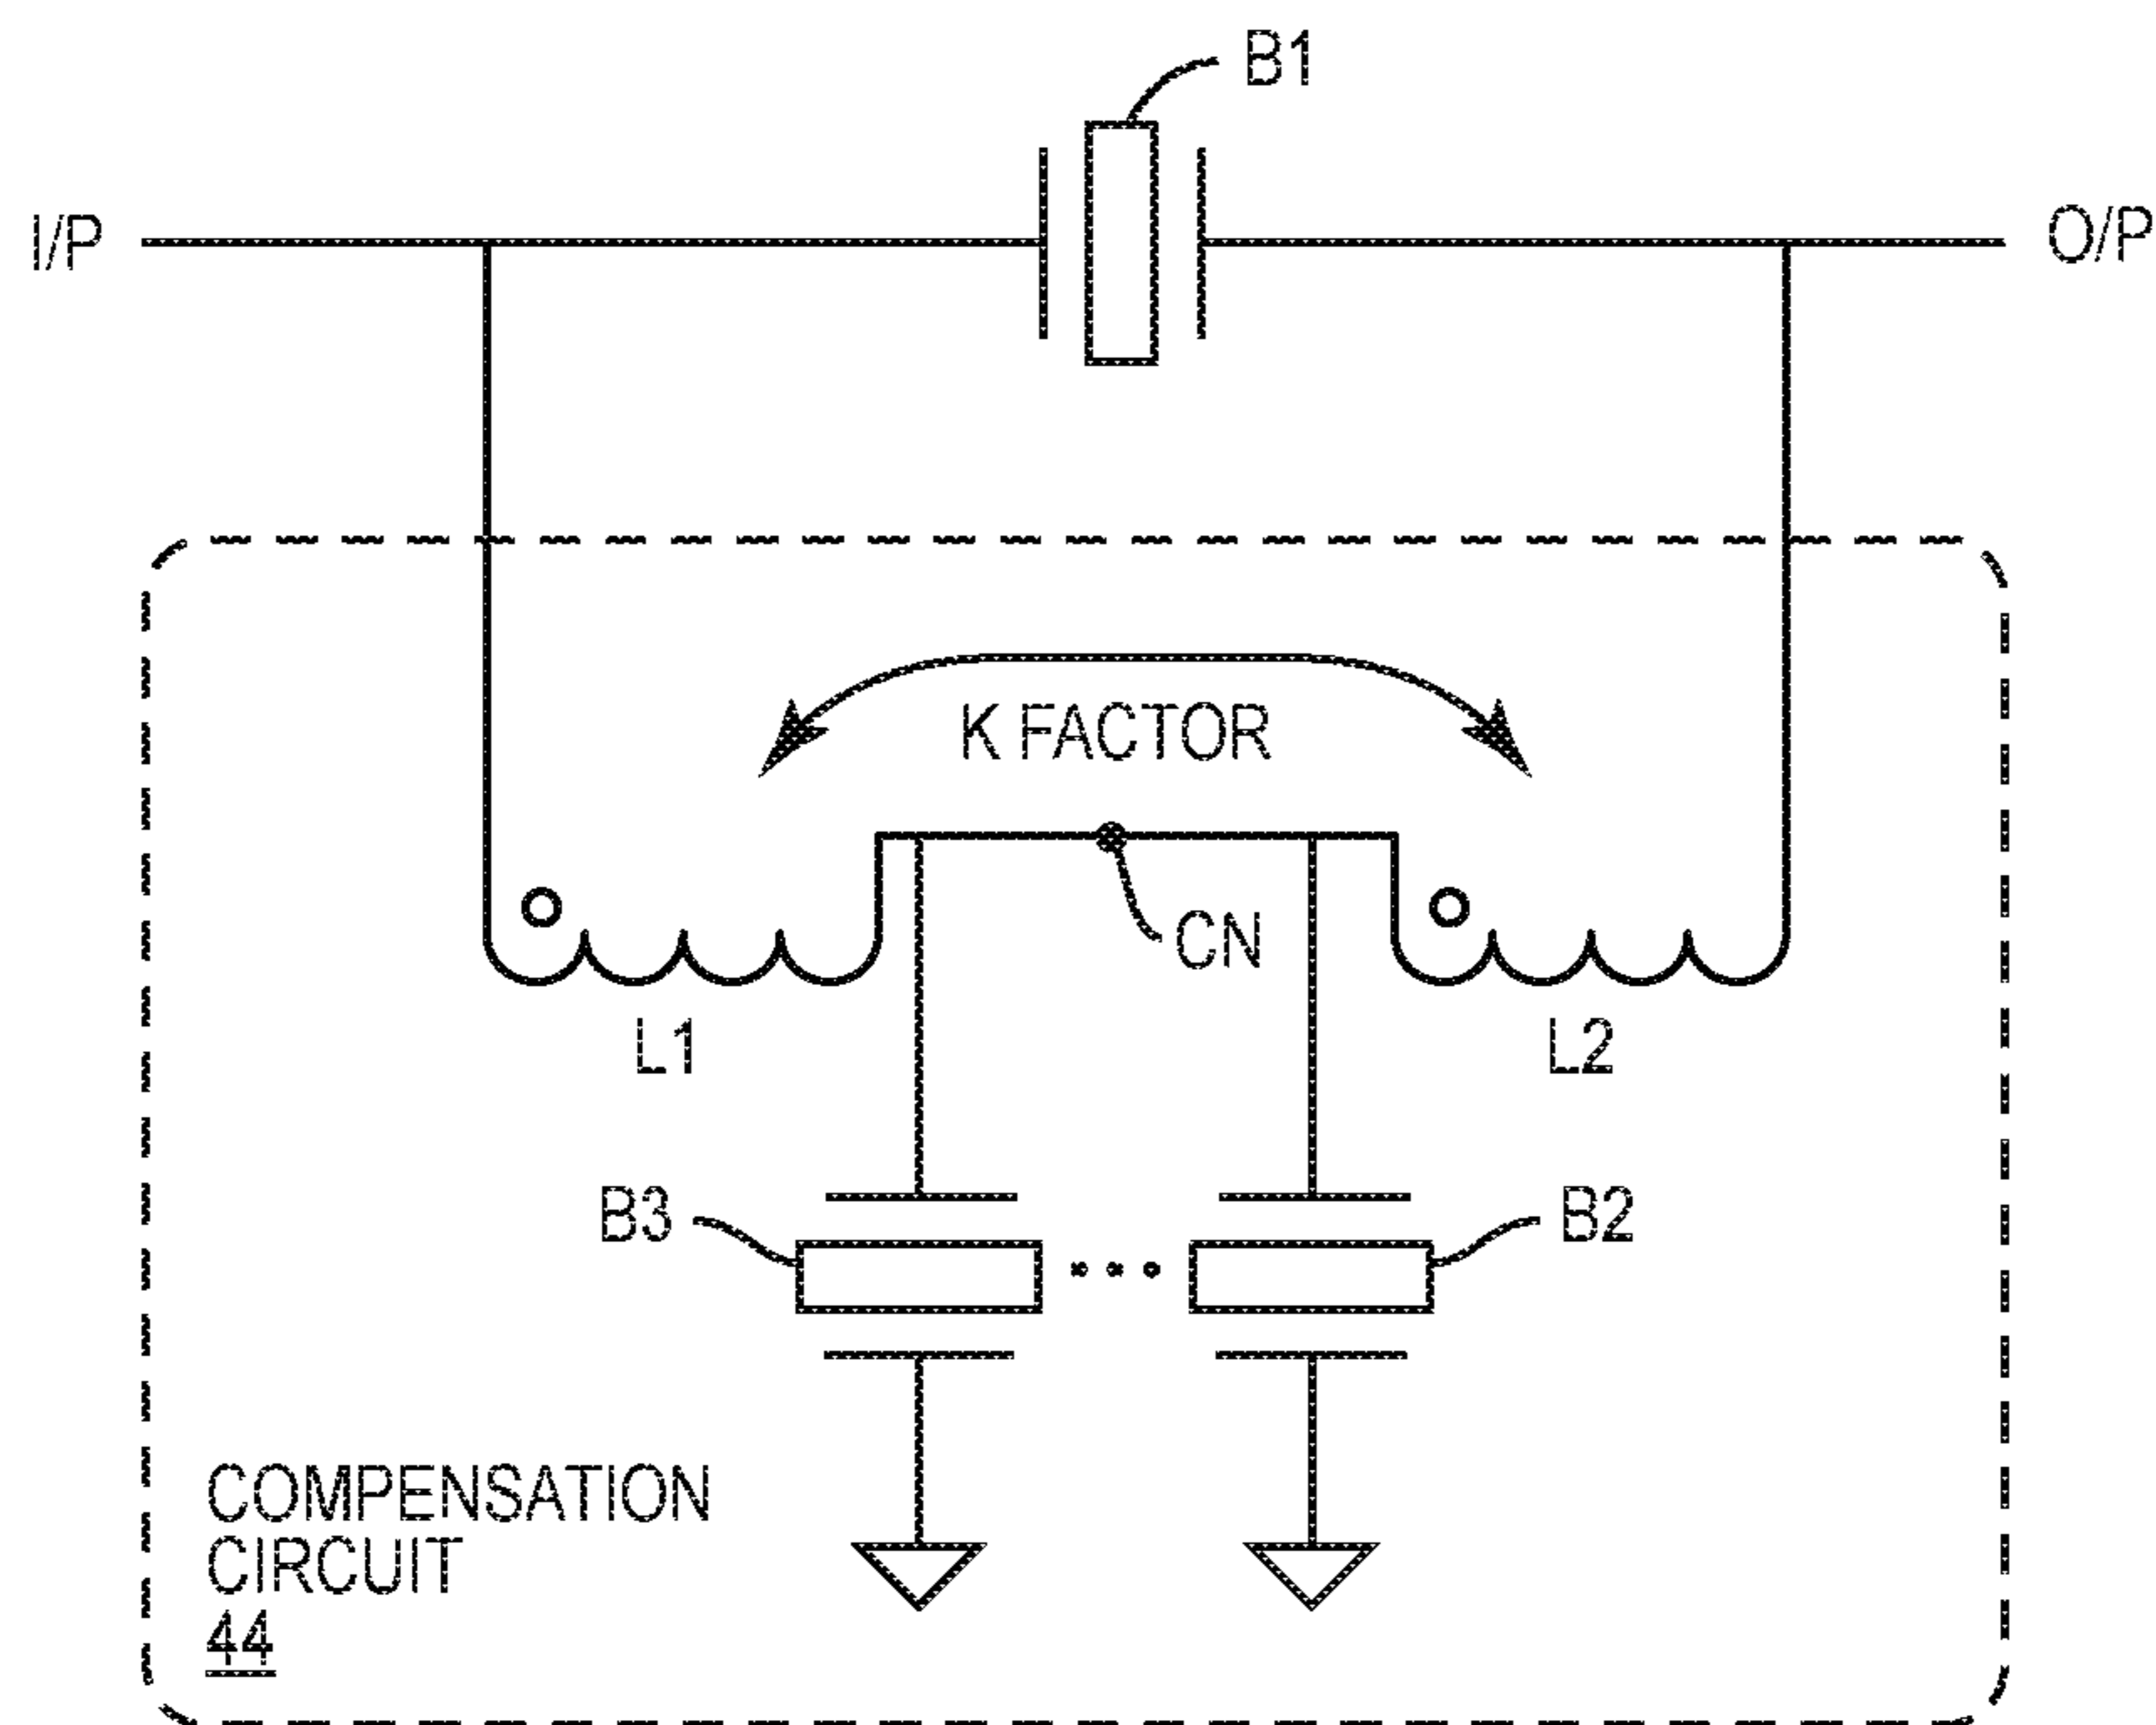 B1
I/P
O/P
K FACTOR
CN
L1
L2
B3
B2
COMPENSATION
CIRCUIT
44